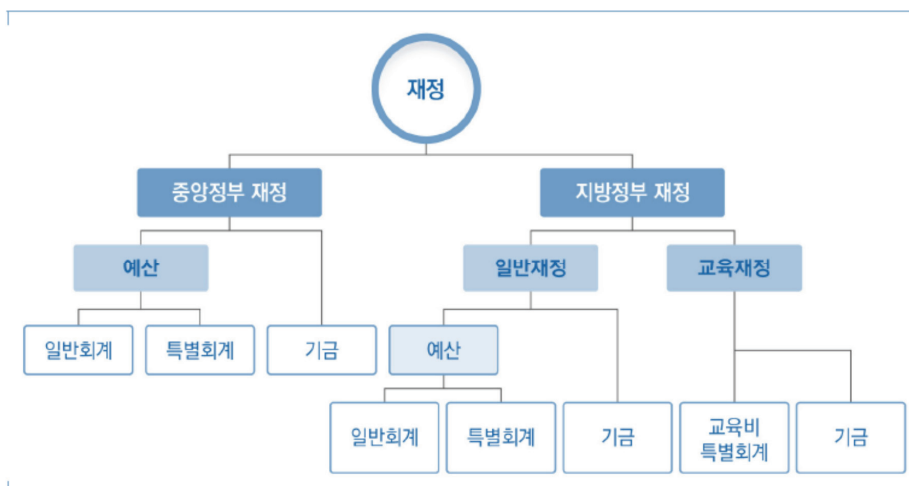 재정
중앙정부 재정
지방정부 재정
예산
일반재정
교육재정
일반회계
특별회계
기금
예산
일반회계
특별회계
기금
교육비
특별회계
기금